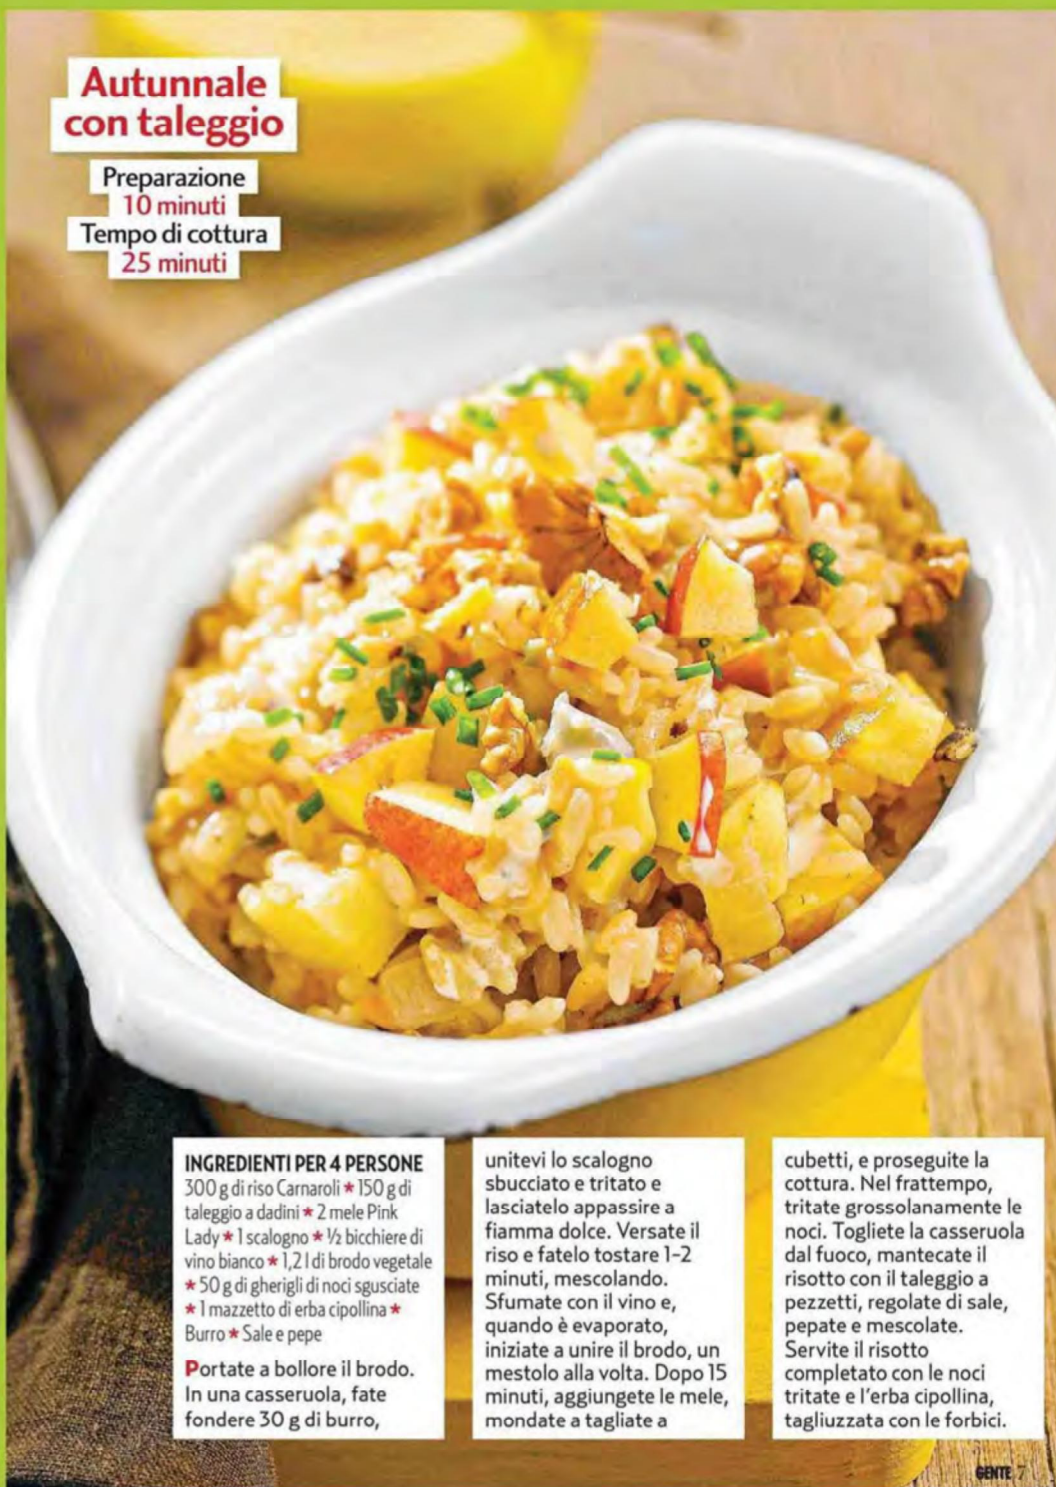 Autunnale
con taleggio
Preparazione
10 minuti
Tempo di cottura
25 minuti
INGREDIENTI PER 4 PERSONE
300 g di riso Carnaroli * 150 g di
taleggio a dadini * 2 mele Pink
Lady * 1 scalogno * ½ bicchiere di
vino bianco * 1,2 l di brodo vegetale
* 50 g di gherigli di noci sgusciate
* 1 mazzetto di erba cipollina *
Burro * Sale e pepe
Portate a bollore il brodo.
In una casseruola, fate
fondere 30 g di burro,
unitevi lo scalogno
sbucciato e tritato e
lasciatelo appassire a
fiamma dolce. Versate il
riso e fatelo tostare 1-2
minuti, mescolando.
Sfumate con il vino e,
quando è evaporato,
iniziate a unire il brodo, un
mestolo alla volta. Dopo 15
minuti, aggiungete le mele,
mondate a tagliate a
cubetti, e proseguite la
cottura. Nel frattempo,
tritate grossolanamente le
noci. Togliete la casseruola
dal fuoco, mantecate il
risotto con il taleggio a
pezzetti, regolate di sale,
pepate e mescolate.
Servite il risotto
completato con le noci
tritate e l'erba cipollina,
tagliuzzata con le forbici.
GENTE 7